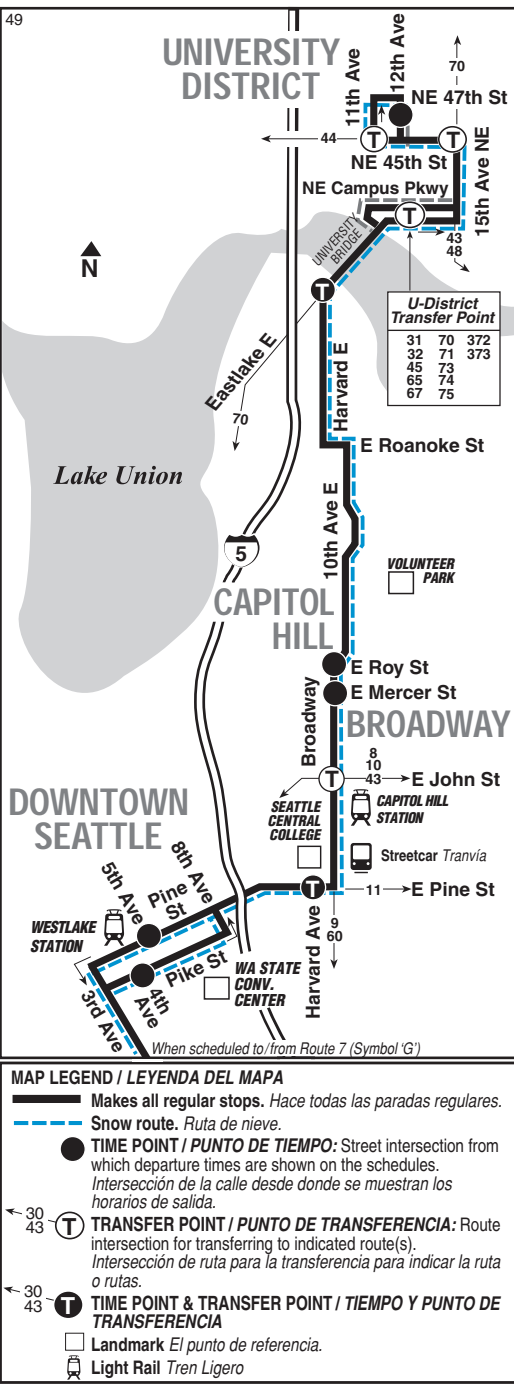 49
UNIVERSITY
DISTRICT
11th Ave
12th Ave
70
NE 47th St
44
T
T
NE 45th St
15th Ave NE
NE Campus Pkwy
T
UNIVERSITY
BRIDGE
43
48
N
T
U-District
Transfer Point
31 70 372
32 71 373
45 73
65 74
67 75
Eastlake E
70
Harvard E
E Roanoke St
Lake Union
10th Ave E
5
VOLUNTEER
PARK
CAPITOL
HILL
E Roy St
E Mercer St
Broadway
BROADWAY
8
10
43
T
E John St
DOWNTOWN
SEATTLE
SEATTLE
CENTRAL
COLLEGE
CAPITOL HILL
STATION
Streetcar Tranvía
8th Ave
5th Ave
Pine
St
T
11
E Pine St
WESTLAKE
STATION
9
60
Harvard Ave
Pike St
4th
Ave
WA STATE
CONV.
CENTER
3rd Ave
When scheduled to/from Route 7 (Symbol ‘G’)
MAP LEGEND / LEYENDA DEL MAPA
Makes all regular stops. Hace todas las paradas regulares.
Snow route. Ruta de nieve.
TIME POINT / PUNTO DE TIEMPO: Street intersection from
which departure times are shown on the schedules.
Intersección de la calle desde donde se muestran los
horarios de salida.
30
43
T
TRANSFER POINT / PUNTO DE TRANSFERENCIA: Route
intersection for transferring to indicated route(s).
Intersección de ruta para la transferencia para indicar la ruta
o rutas.
30
43
T
TIME POINT & TRANSFER POINT / TIEMPO Y PUNTO DE
TRANSFERENCIA
Landmark El punto de referencia.
Light Rail Tren Ligero